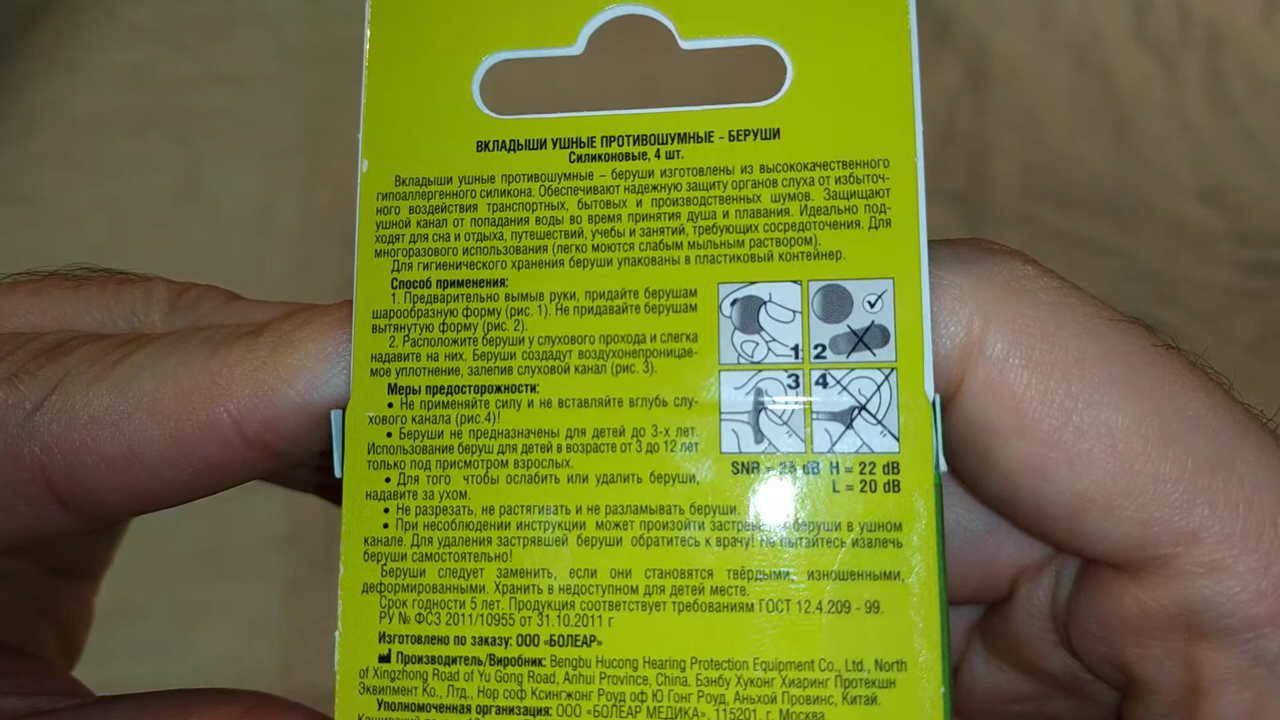 ВКЛАДЫШИ УШНЫЕ ПРОТИВОШУМНЫЕ – БЕРУШИ
Силиконовые, 4 шт.
Вкладыши ушные противошумные – беруши изготовлены из высококачественного
гипоаллергенного силикона. Обеспечивают надежную защиту органов слуха от избыточ-
ного воздействия транспортных, бытовых и производственных шумов. Защищают
ушной канал от попадания воды во время принятия душа и плавания. Идеально под-
ходят для сна и отдыха, путешествий, учебы и занятий, требующих сосредоточения. Для
многоразового использования (легко моются слабым мыльным раствором).
Для гигиенического хранения беруши упакованы в пластиковый контейнер.
Способ применения:
1. Предварительно вымыв руки, придайте берушам
шарообразную форму (рис. 1). Не придавайте берушам
вытянутую форму (рис. 2).
2. Расположите беруши у слухового прохода и слегка
надавите на них. Беруши создадут воздухонепроницае-
мое уплотнение, залепив слуховой канал (рис. 3).
1 2
3 4
Меры предосторожности:
• Не применяйте силу и не вставляйте вглубь слу-
хового канала (рис.4)!
• Беруши не предназначены для детей до 3-х лет.
Использование беруш для детей в возрасте от 3 до 12 лет
только под присмотром взрослых.
SNR = dB H = 22 dB
L = 20 dB
• Для того чтобы ослабить или удалить беруши,
надавите за ухом.
• Не разрезать, не растягивать и не разламывать беруши.
• При несоблюдении инструкции может произойти беруши в ушном
канале. Для удаления застрявшей беруши обратитесь к врачу! Не пытайтесь извлечь
беруши самостоятельно!
Беруши следует заменить, если они становятся твёрдыми, изношенными,
деформированными. Хранить в недоступном для детей месте.
Срок годности 5 лет. Продукция соответствует требованиям ГОСТ 12.4.209 - 99.
РУ № ФСЗ 2011/10955 от 31.10.2011 г
Изготовлено по заказу: ООО «БОЛЕАР»
Производитель/Виробник: Bengbu Hucong Hearing Protection Equipment Co., Ltd., North
of Xingzhong Road of Yu Gong Road, Anhui Province, China. Бэнбу Хуконг Хиаринг Протекшн
Эквипмент Ко., Лтд., Нор соф Ксингжонг Роуд оф Ю Гонг Роуд, Аньхой Провинс, Китай.
Уполномоченная организация: ООО «БОЛЕАР МЕДИКА», 115201, г. Москва,